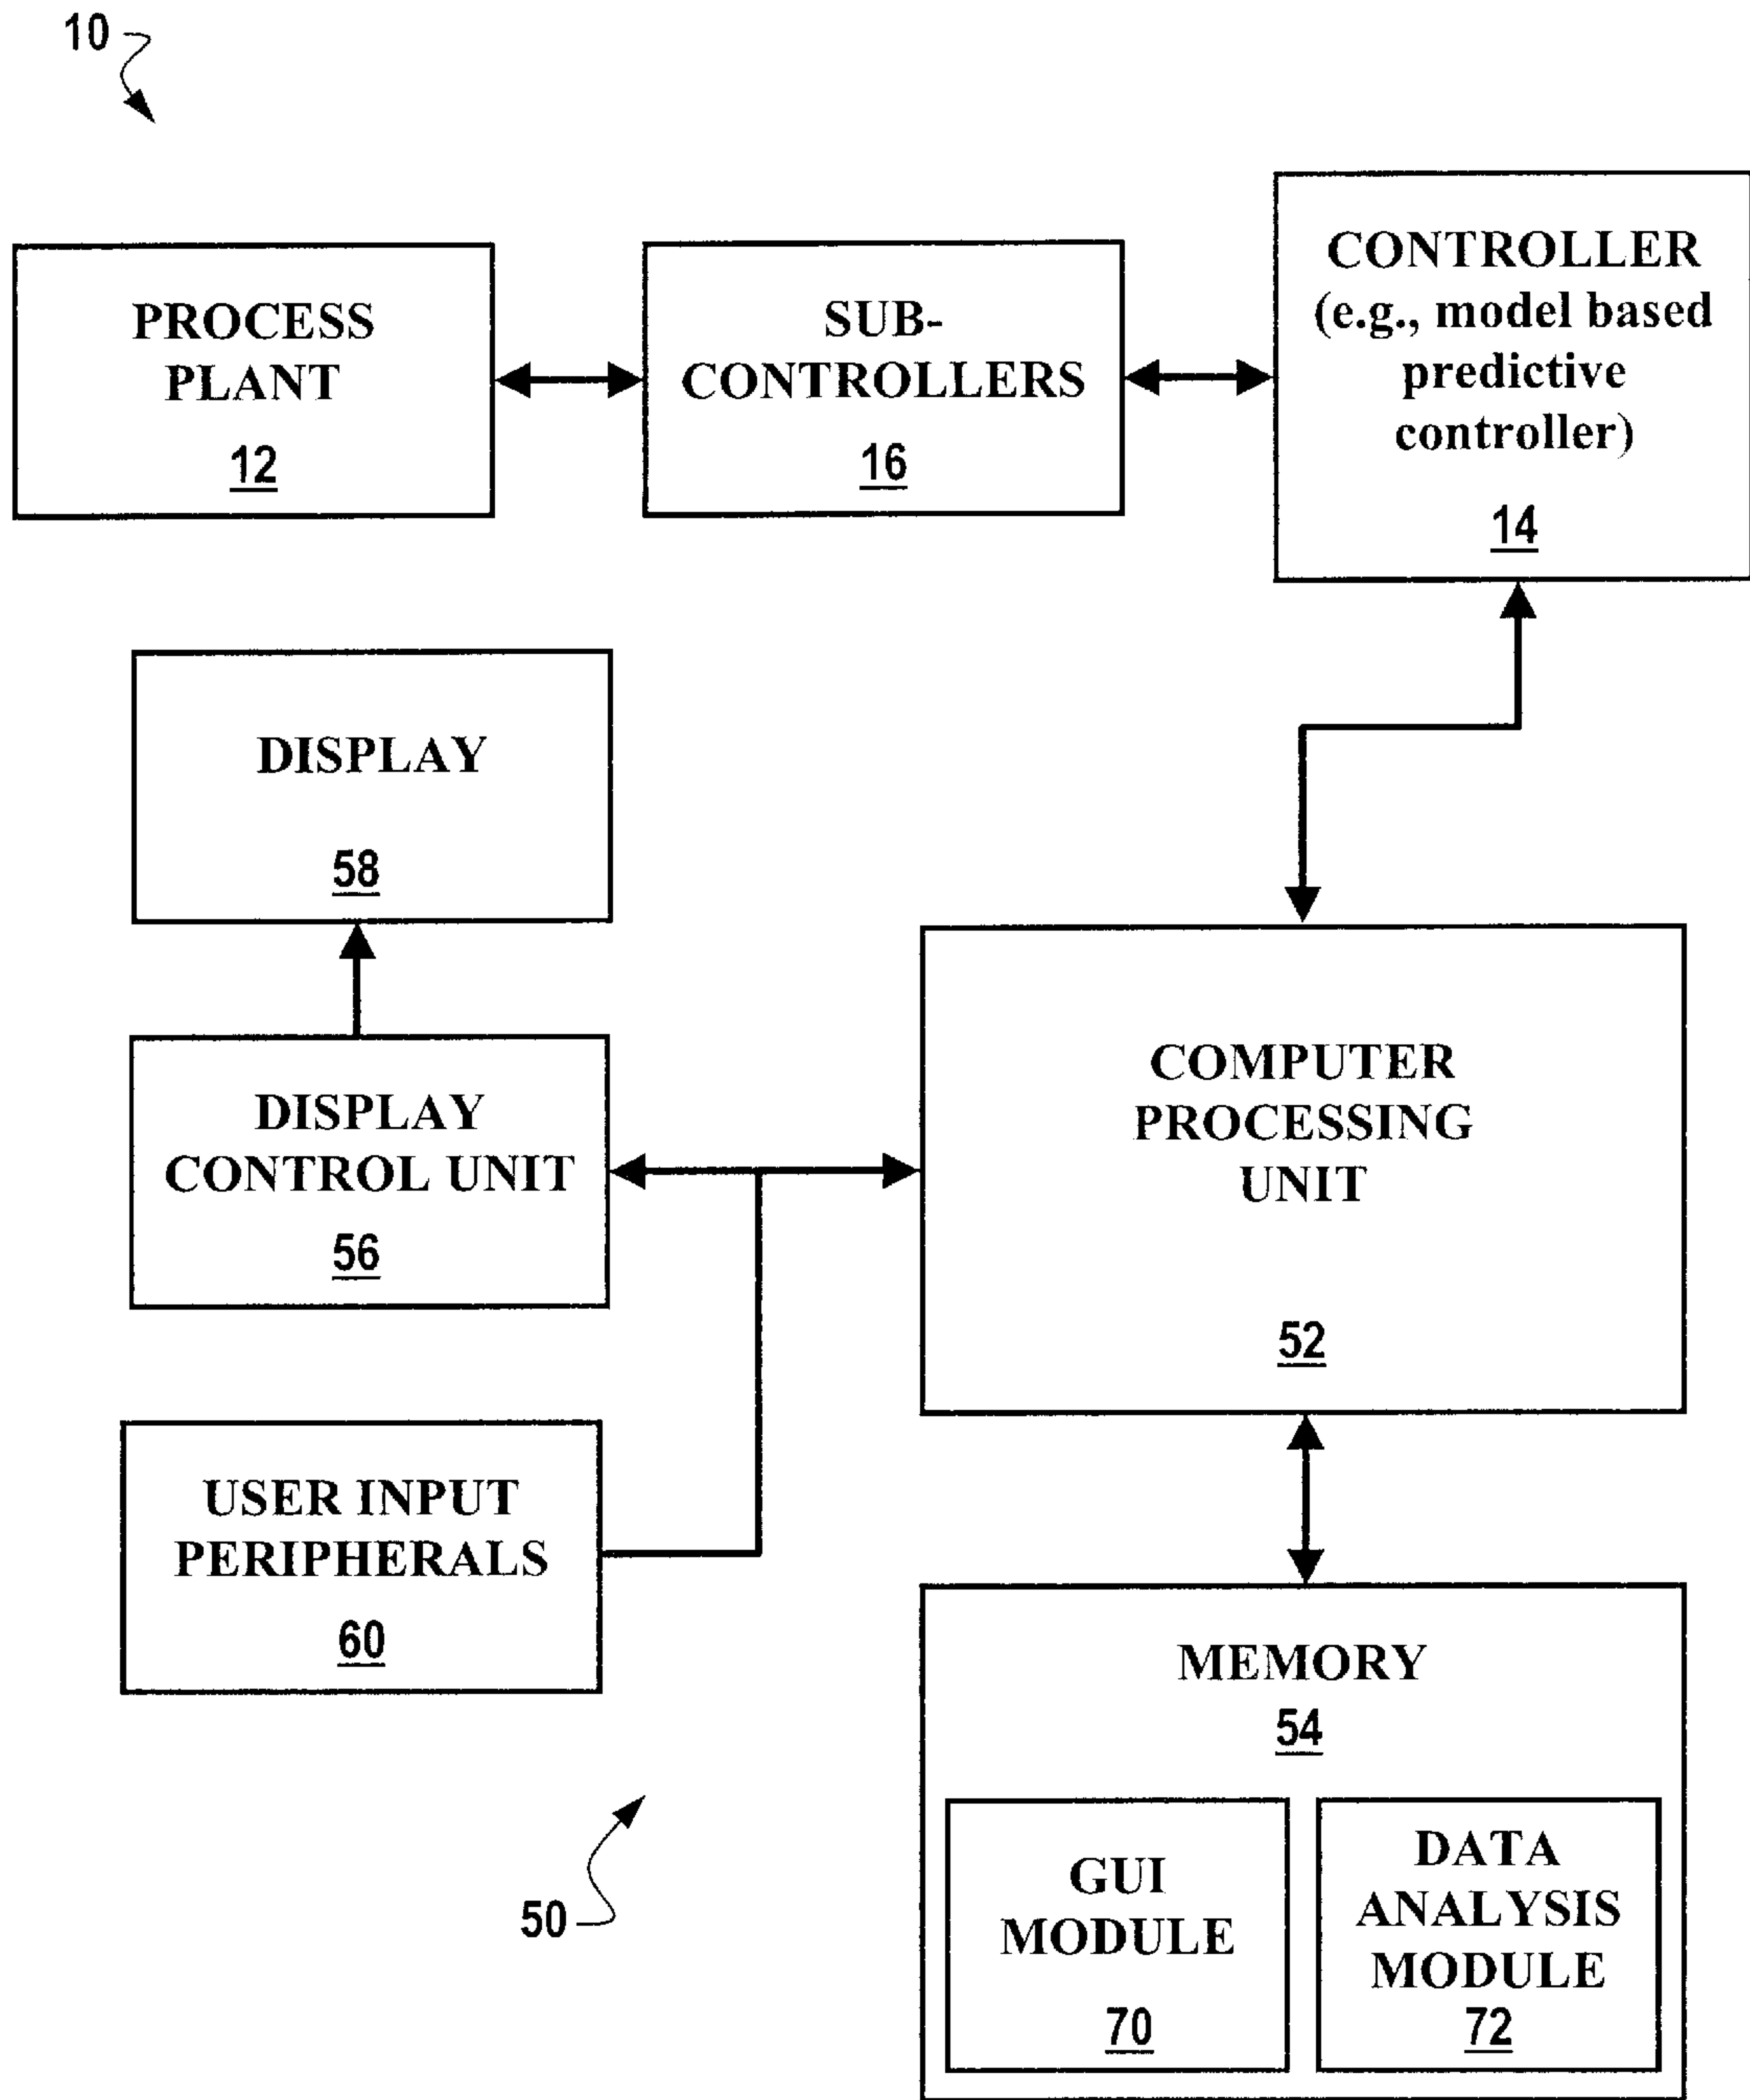 10
PROCESS
PLANT
12
SUB-
CONTROLLERS
16
CONTROLLER
(e.g., model based
predictive
controller)
14
DISPLAY
58
DISPLAY
CONTROL UNIT
56
COMPUTER
PROCESSING
UNIT
52
USER INPUT
PERIPHERALS
60
MEMORY
54
GUI
MODULE
70
DATA
ANALYSIS
MODULE
72
50